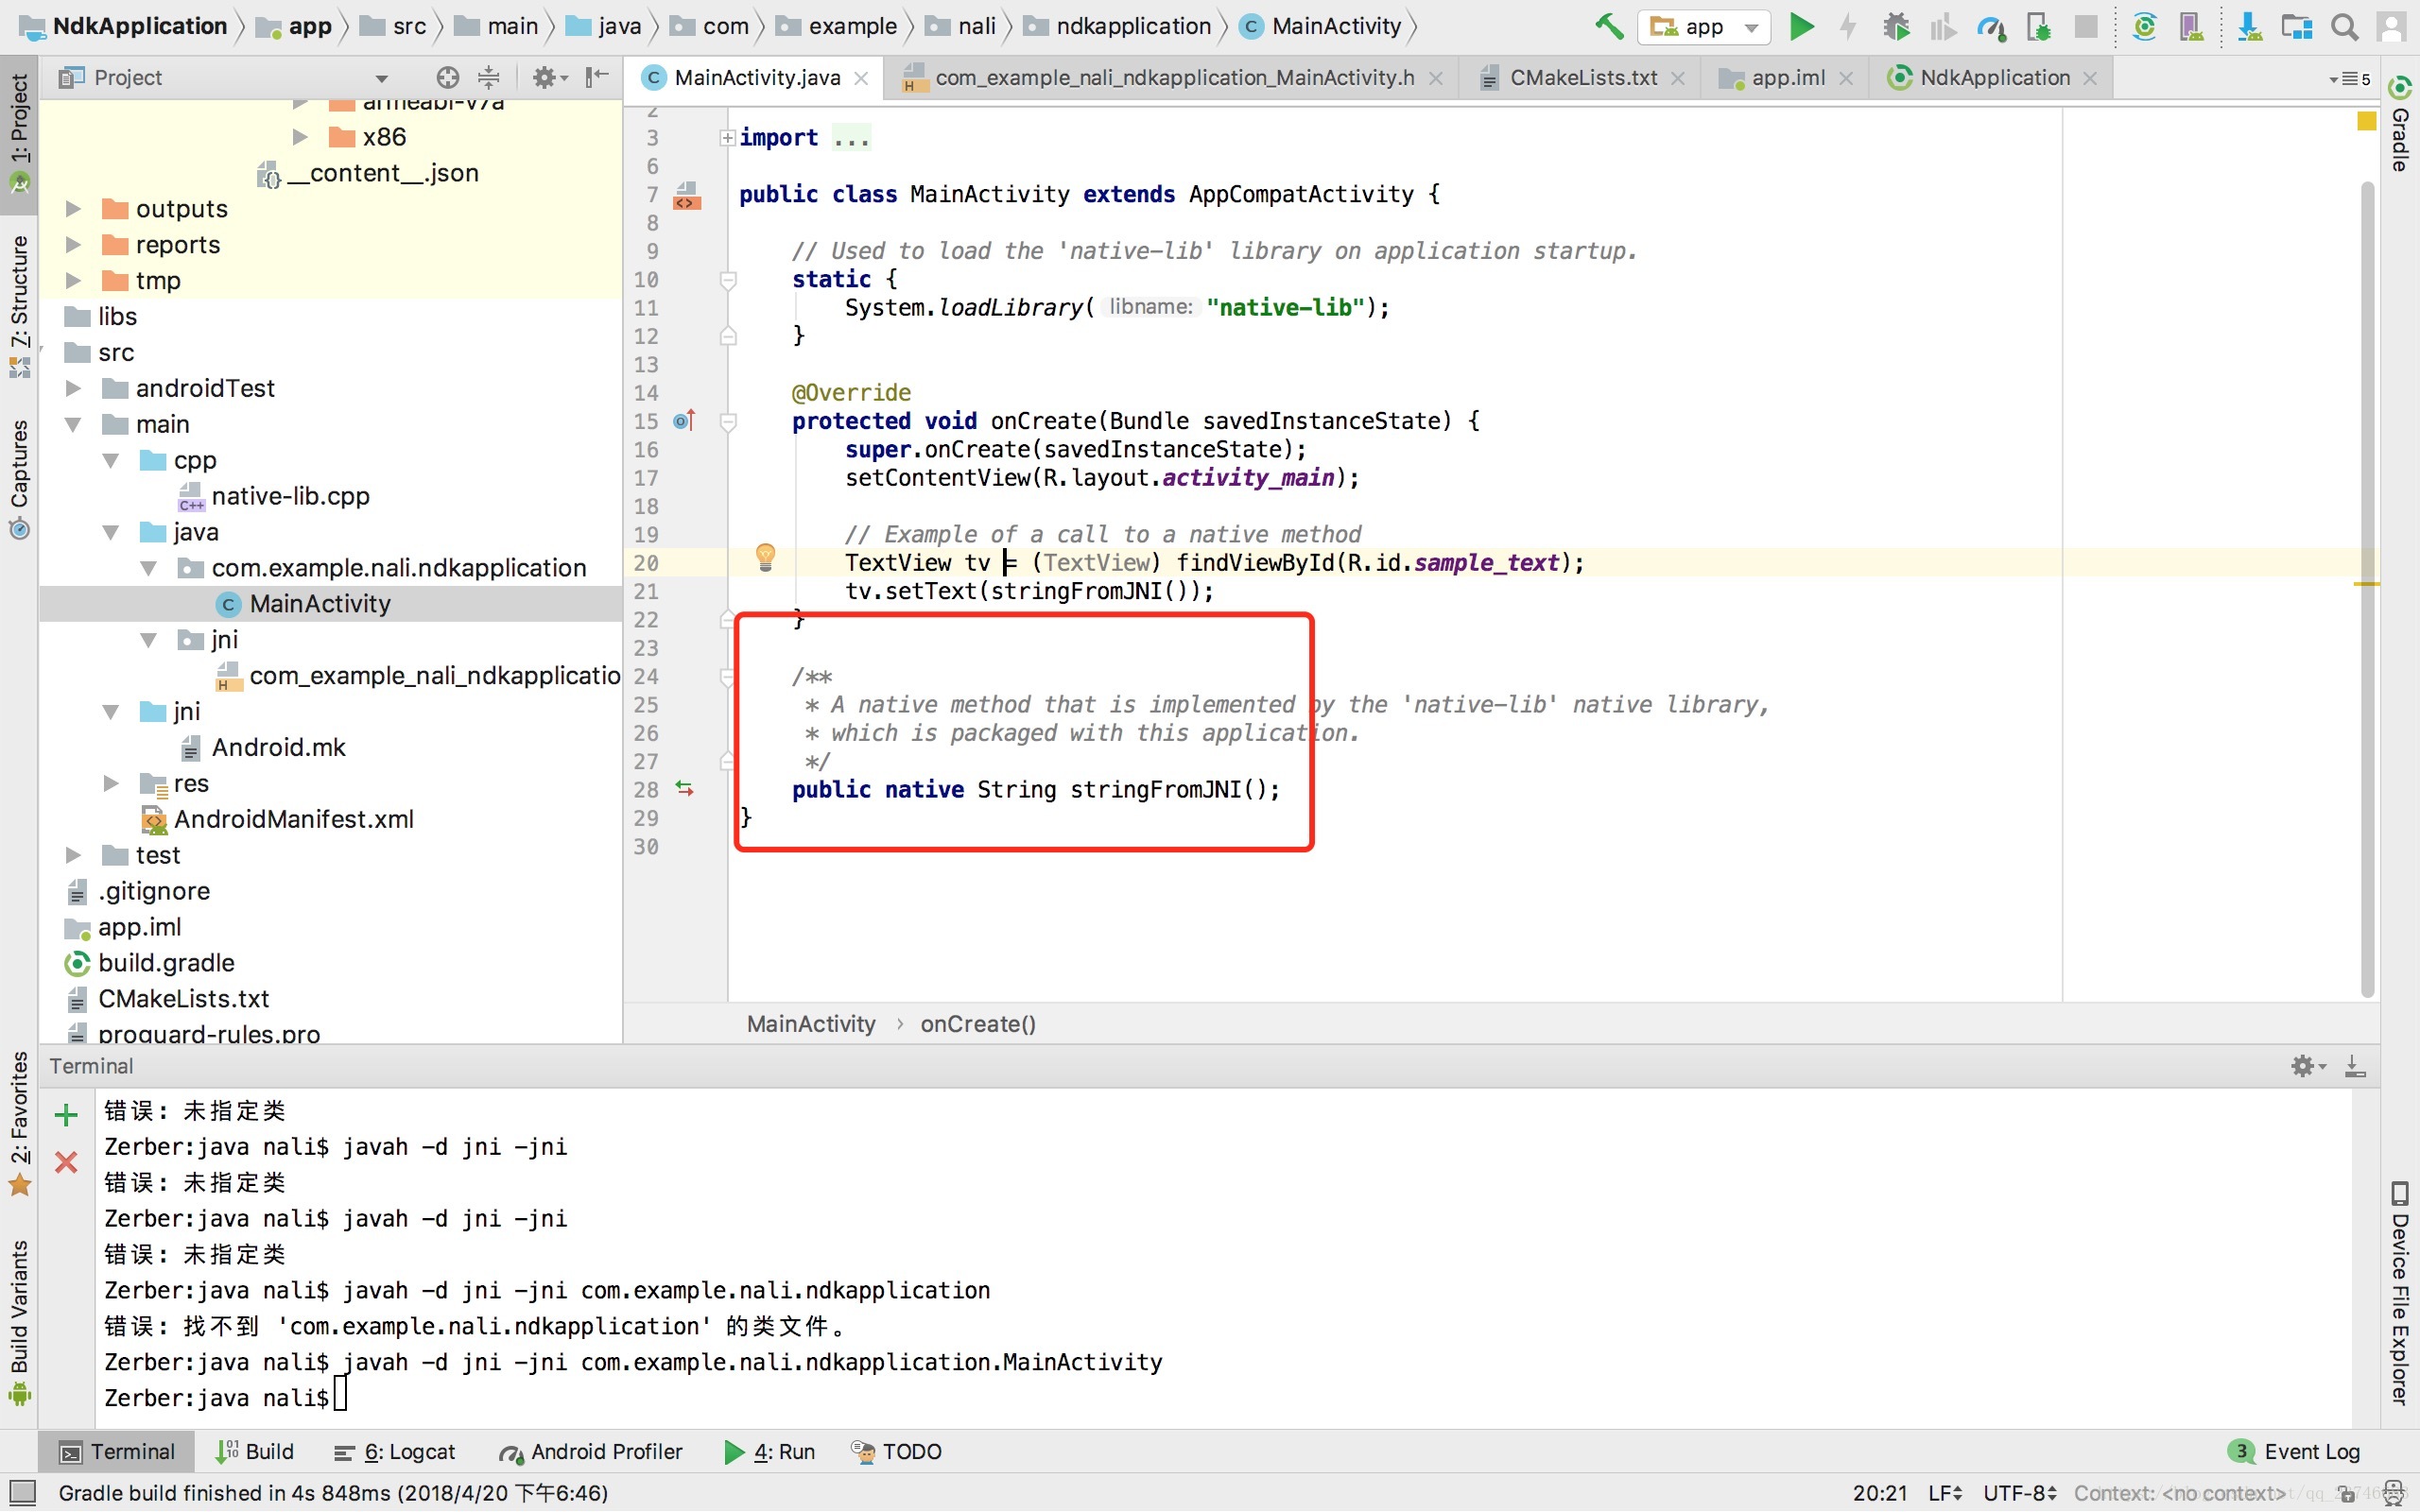 NdkApplication app src main java com example nali ndkapplication MainActivity app
Project
MainActivity.java com_example_nali_ndkapplication_MainActivity.h CMakeLists.txt app.iml NdkApplication 5
1: Project
7: Structure
Captures
2: Favorites
Build Variants
Gradle
Device File Explorer
armeabi-v7a
x86
__content__.json
outputs
reports
tmp
libs
src
androidTest
main
cpp
native-lib.cpp
java
com.example.nali.ndkapplication
MainActivity
jni
com_example_nali_ndkapplicatio
jni
Android.mk
res
AndroidManifest.xml
test
.gitignore
app.iml
build.gradle
CMakeLists.txt
proguard-rules.pro
2
3 import ...
6
7 public class MainActivity extends AppCompatActivity {
8
9 // Used to load the 'native-lib' library on application startup.
10 static {
11 System.loadLibrary( libname: "native-lib");
12 }
13
14 @Override
15 protected void onCreate(Bundle savedInstanceState) {
16 super.onCreate(savedInstanceState);
17 setContentView(R.layout.activity_main);
18
19 // Example of a call to a native method
20 TextView tv = (TextView) findViewById(R.id.sample_text);
21 tv.setText(stringFromJNI());
22 }
23
24 /**
25 * A native method that is implemented by the 'native-lib' native library,
26 * which is packaged with this application.
27 */
28 public native String stringFromJNI();
29 }
30
MainActivity › onCreate()
Terminal
错误: 未指定类
Zerber:java nali$ javah -d jni -jni
错误: 未指定类
Zerber:java nali$ javah -d jni -jni
错误: 未指定类
Zerber:java nali$ javah -d jni -jni com.example.nali.ndkapplication
错误: 找不到 'com.example.nali.ndkapplication' 的类文件。
Zerber:java nali$ javah -d jni -jni com.example.nali.ndkapplication.MainActivity
Zerber:java nali$
Terminal Build 6: Logcat Android Profiler 4: Run TODO 3 Event Log
Gradle build finished in 4s 848ms (2018/4/20 下午6:46) 20:21 LF UTF-8 Context: <no context>